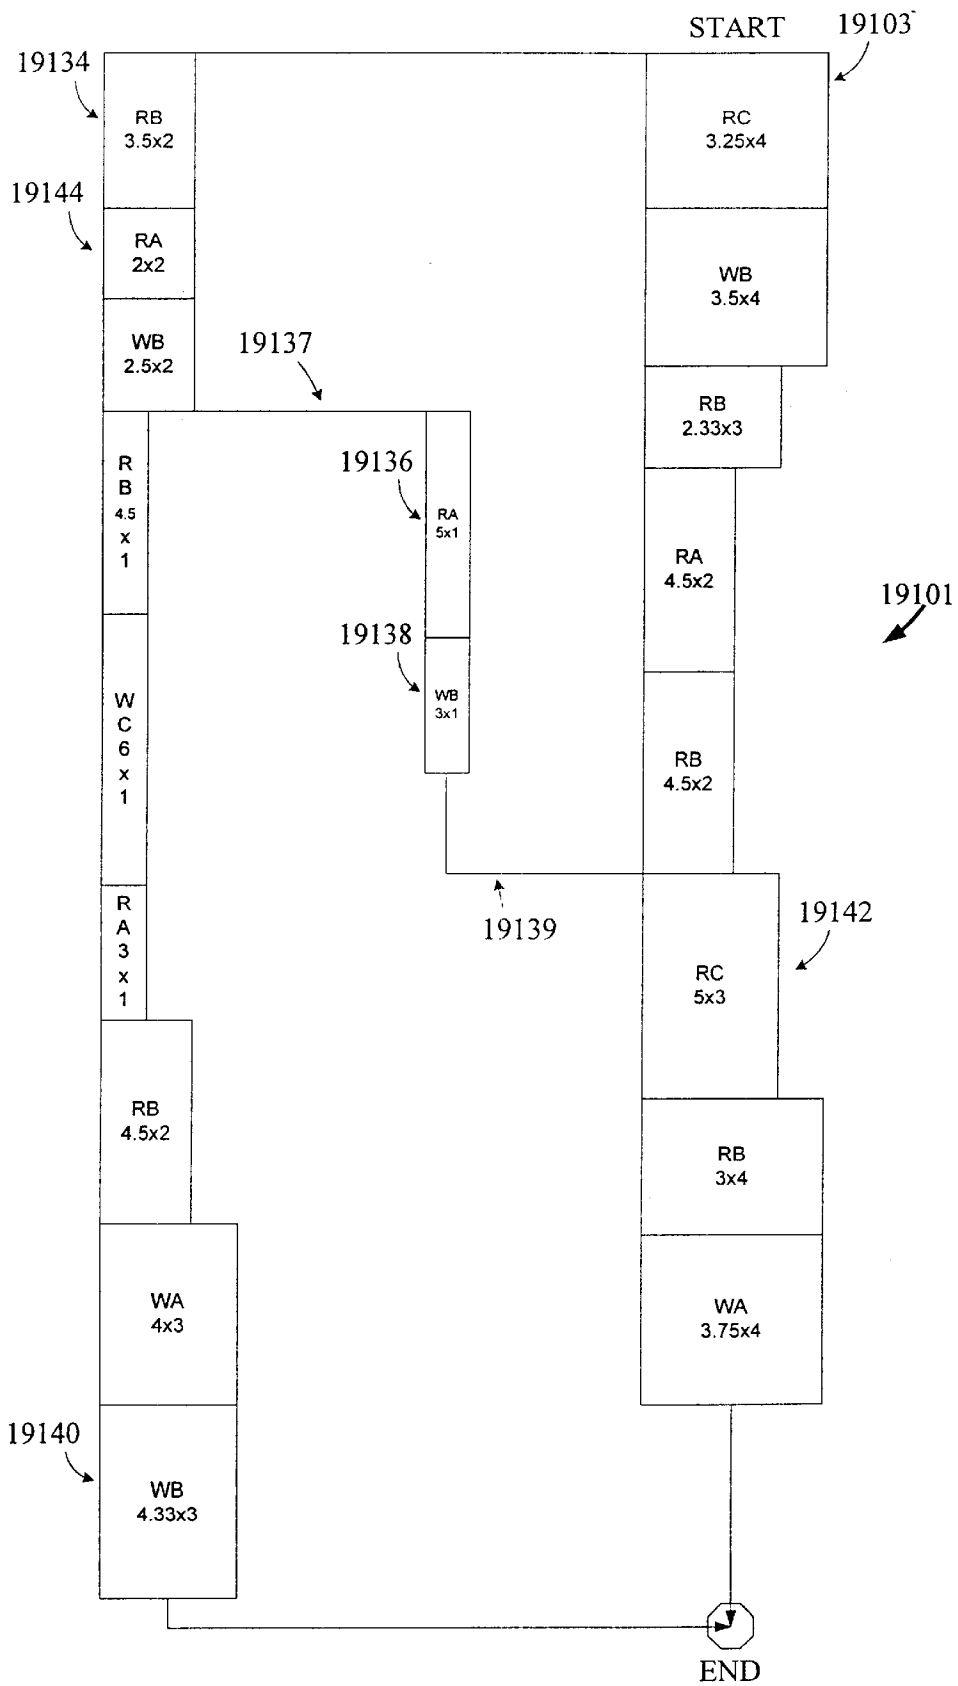 START
19103
19134
RB
3.5x2
RC
3.25x4
19144
RA
2x2
WB
3.5x4
WB
2.5x2
19137
RB
2.33x3
R
B
4.5
x
1
19136
RA
5x1
RA
4.5x2
19101
19138
WB
3x1
W
C
6
x
1
RB
4.5x2
R
A
3
x
1
19139
19142
RC
5x3
RB
4.5x2
RB
3x4
WA
4x3
WA
3.75x4
19140
WB
4.33x3
END